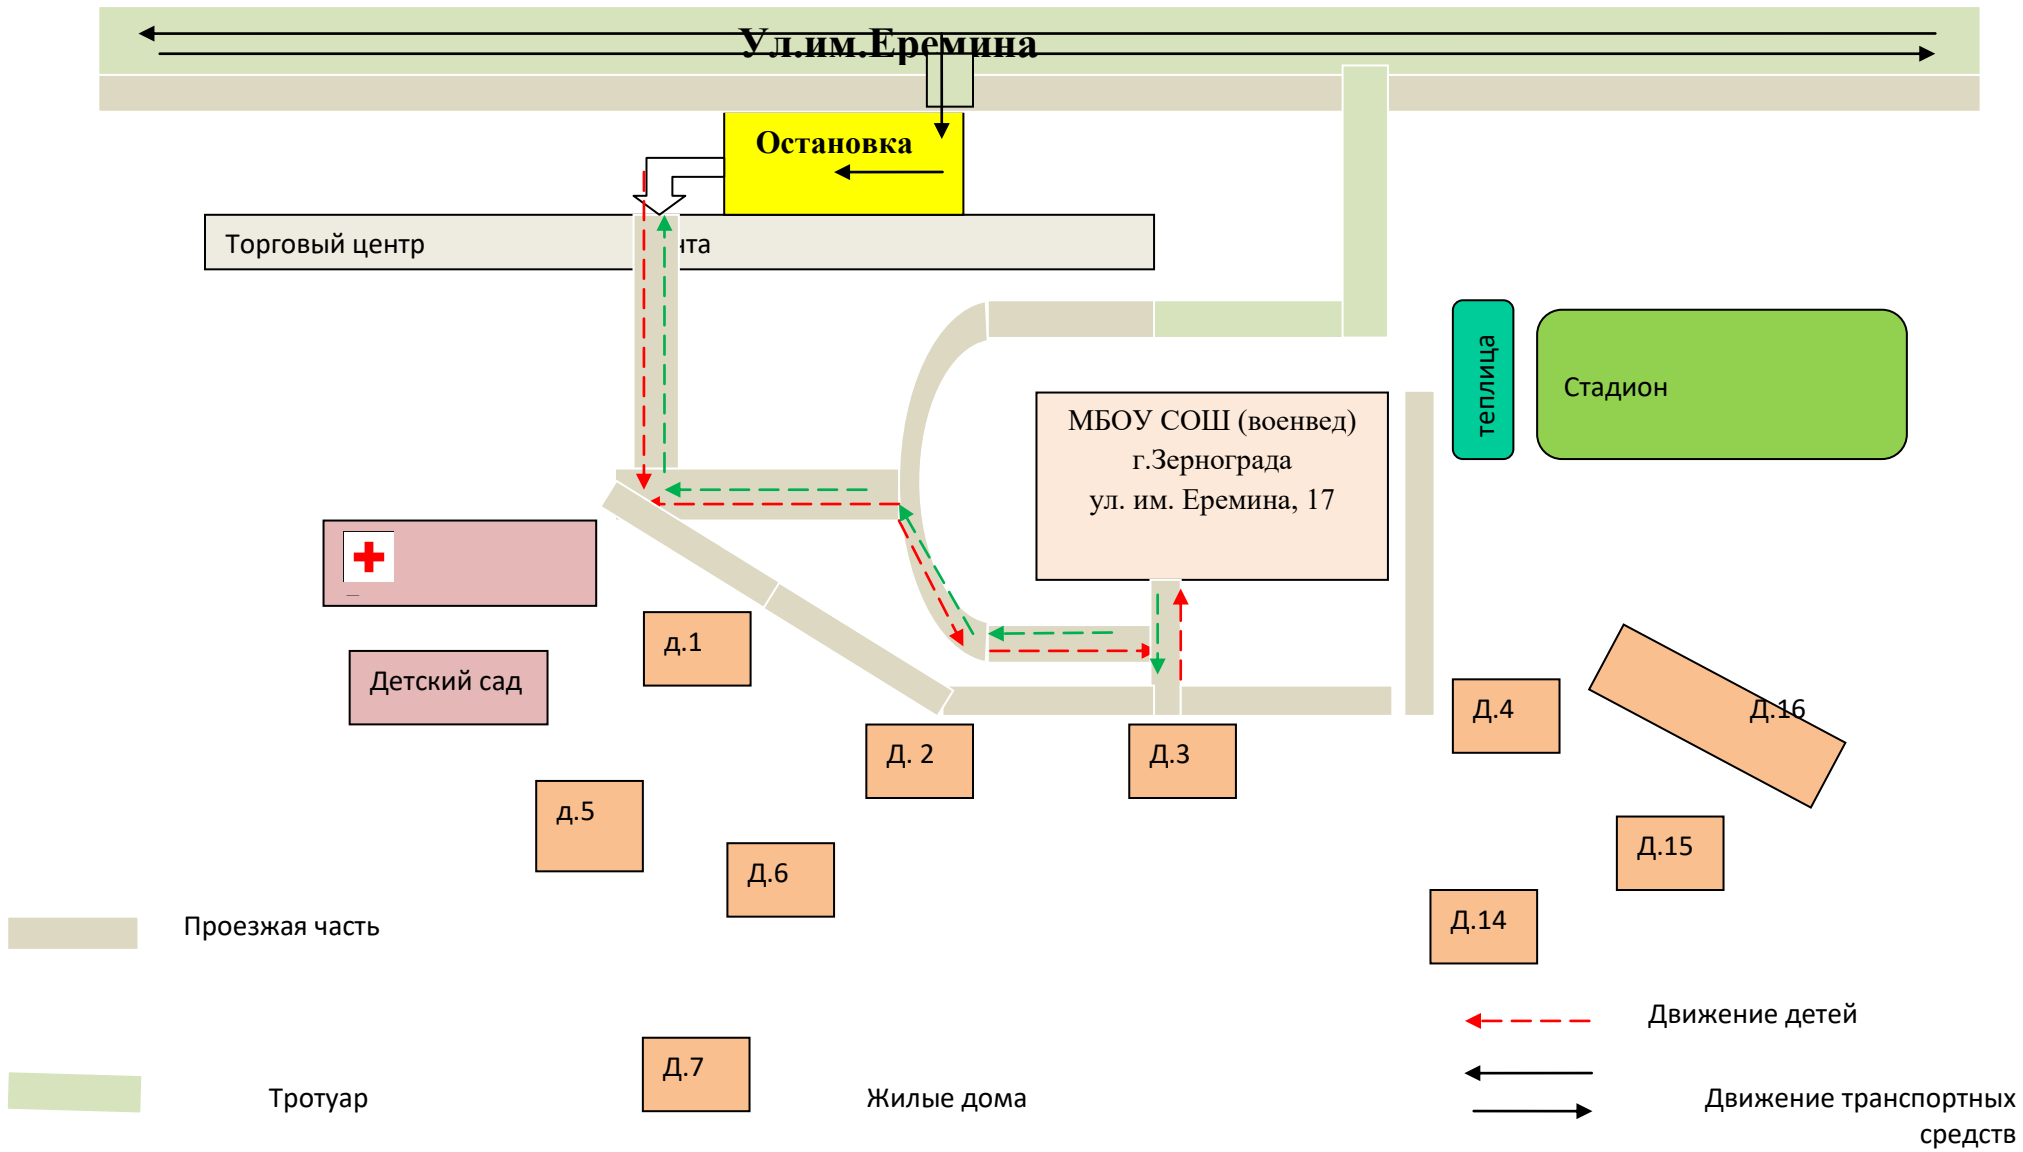 Ул.им.Еремина
Остановка
Торговый центр
теплица
Стадион
МБОУ СОШ (военвед)
г.Зернограда
ул. им. Еремина, 17
д.1
Детский сад
Д. 2
Д.3
Д.4
Д.16
д.5
Д.6
Д.15
Д.14
Проезжая часть
Движение детей
Д.7
Тротуар
Жилые дома
Движение транспортных
средств